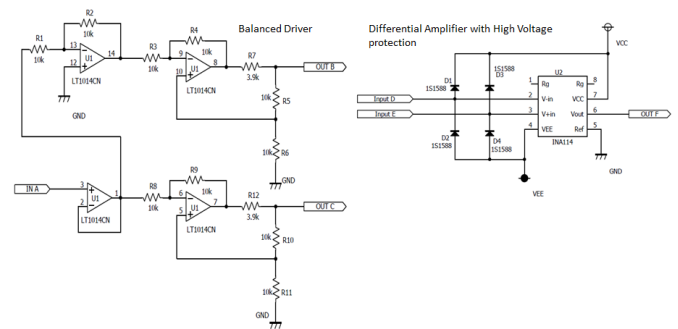 Balanced Driver
Differential Amplifier with High Voltage
protection
R2
10k
R1
10k
13
12
14
U1
LT1014CN
GND
R3
10k
R4
10k
9
10
8
U1
LT1014CN
R7
3.9k
OUT B
10k
R5
10k
R6
GND
IN A
3
2
1
U1
LT1014CN
R8
10k
R9
10k
6
5
7
U1
LT1014CN
R12
3.9k
OUT C
10k
R10
10k
R11
GND
VCC
1S1588
D3
D1
1S1588
U2
1
Rg
Rg
8
Input D
2
V-in
VCC
7
Input E
3
V+in
Vout
6
OUT F
4
VEE
Ref
5
INA114
D2
1S1588
D4
1S1588
GND
VEE